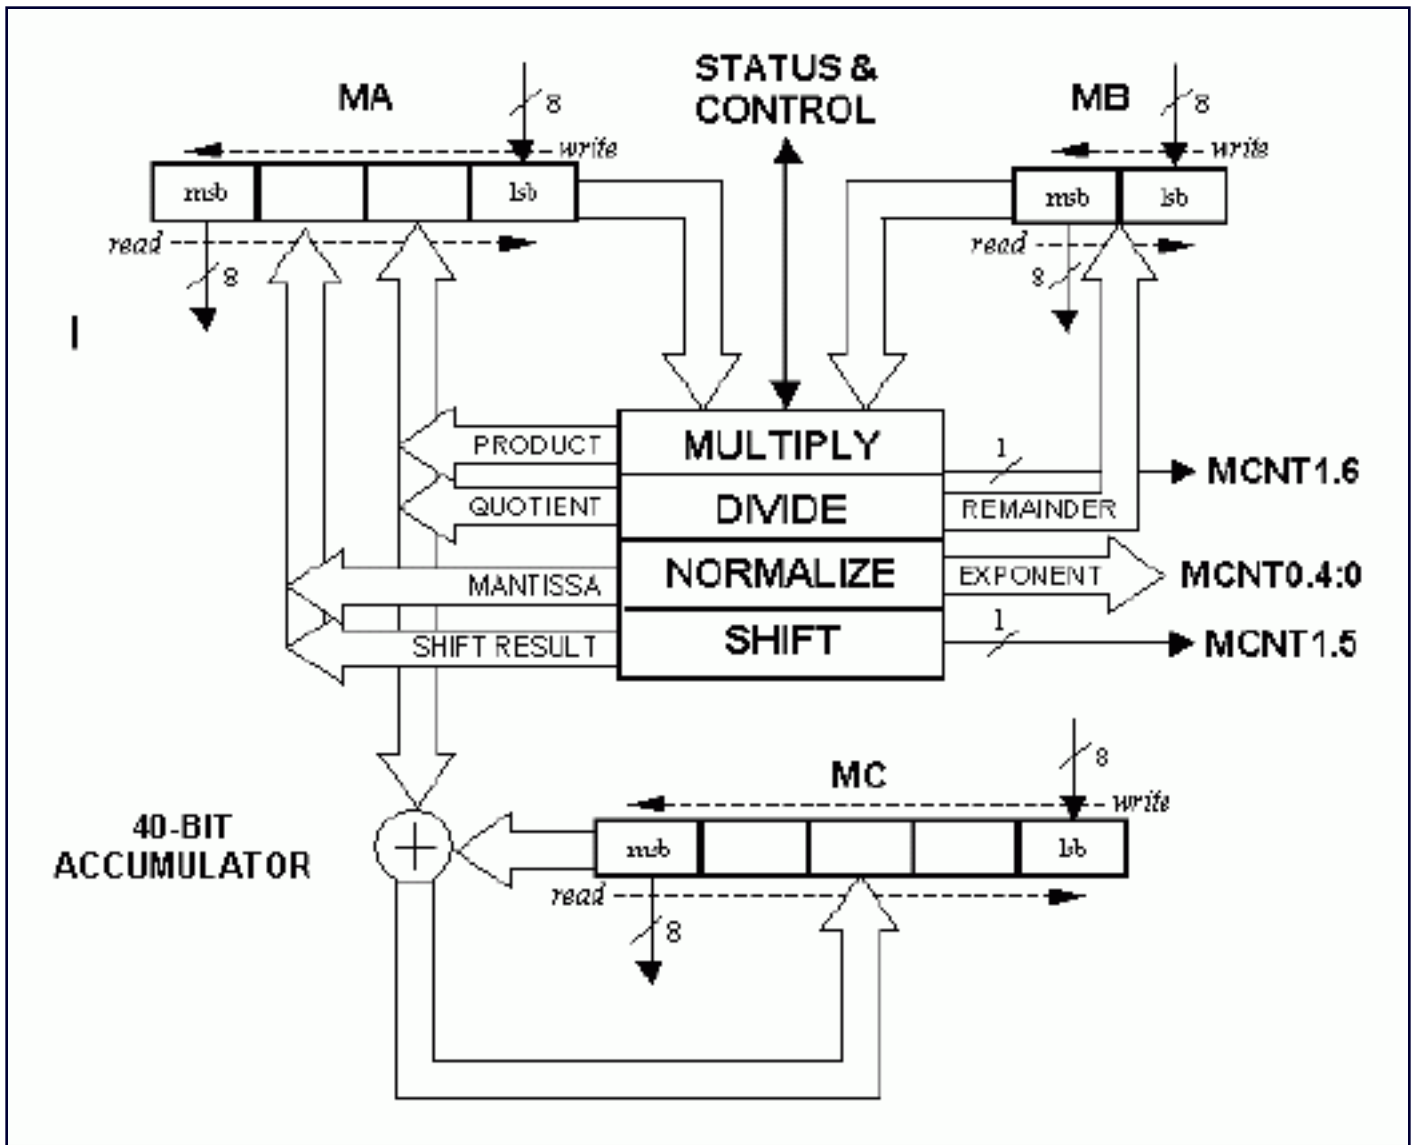 MA
STATUS &
CONTROL
MB
8
8
write
write
msb
lsb
msb
lsb
read
read
8
8
I
PRODUCT
MULTIPLY
1
MCNT1.6
QUOTIENT
DIVIDE
REMAINDER
MANTISSA
NORMALIZE
EXPONENT
MCNT0.4:0
SHIFT RESULT
SHIFT
1
MCNT1.5
8
MC
write
40-BIT
ACCUMULATOR
+
msb
lsb
read
8